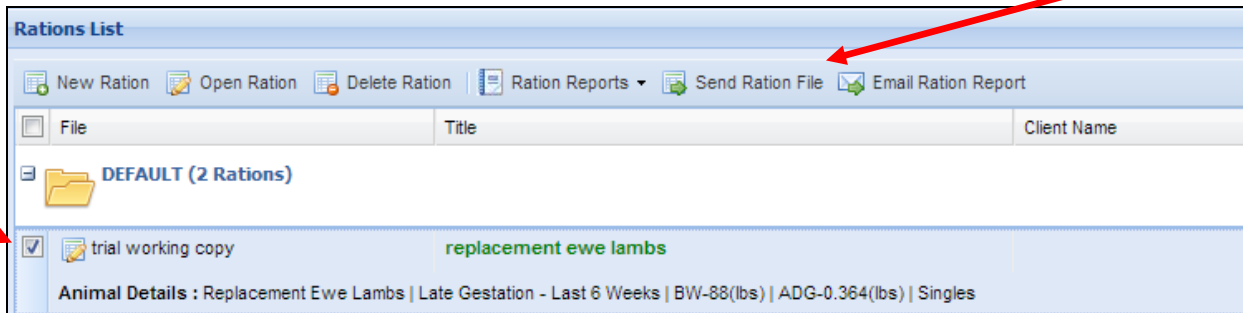 Rations List
New Ration Open Ration Delete Ration Ration Reports Send Ration File Email Ration Report
File Title Client Name
DEFAULT (2 Rations)
trial working copy replacement ewe lambs
Animal Details : Replacement Ewe Lambs | Late Gestation - Last 6 Weeks | BW-88(lbs) | ADG-0.364(lbs) | Singles